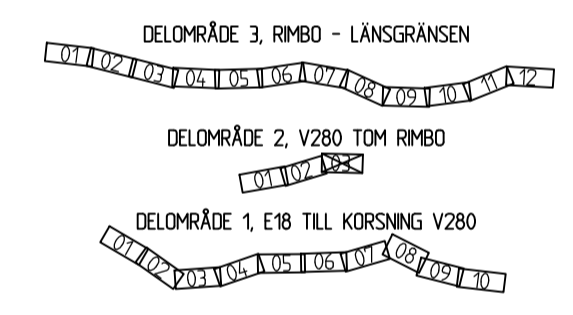 DELOMRÅDE 3, RIMBO - LÄNSGRÄNSEN
01 02 03 04 05 06 07 08 09 10 11 12
DELOMRÅDE 2, V280 TOM RIMBO
01 02 03
DELOMRÅDE 1, E18 TILL KORSNING V280
01 02 03 04 05 06 07 08 09 10